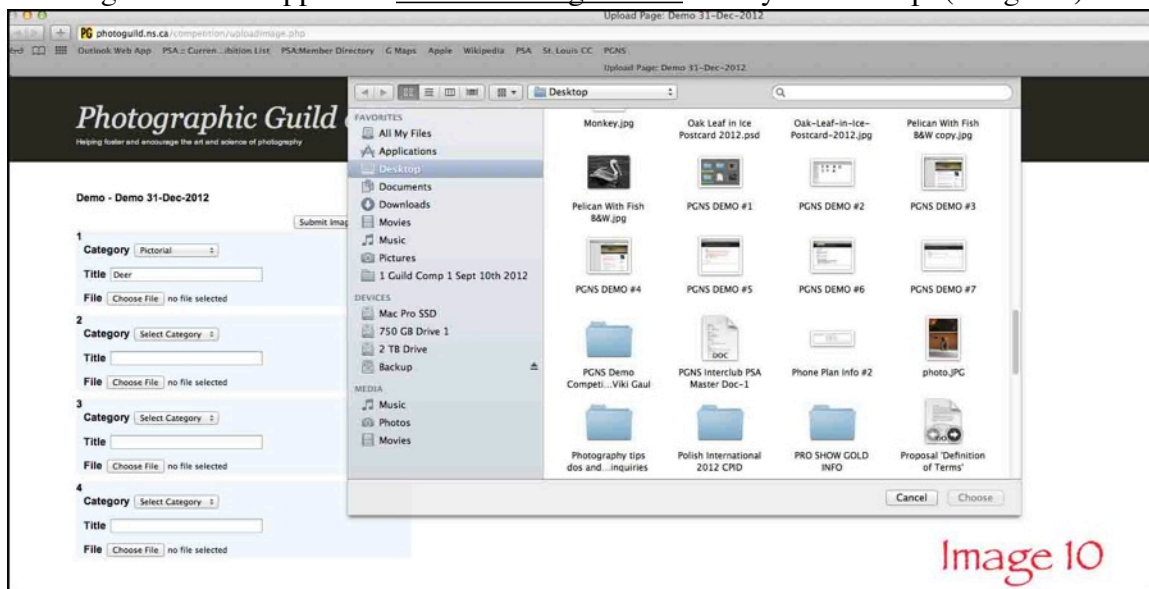 Upload Page: Demo 31-Dec-2012
PG photoguild.ns.ca/competition/uploadimage.php
Outlook Web App PSA :: Curren...ibition List PSA:Member Directory G Maps Apple Wikipedia PSA St. Louis CC PGNS
Upload Page: Demo 31-Dec-2012
Photographic Guild
Helping foster and encourage the art and science of photography
Demo - Demo 31-Dec-2012
Submit Imag
1
Category Pictorial
Title Deer
File Choose File no file selected
2
Category Select Category
Title
File Choose File no file selected
3
Category Select Category
Title
File Choose File no file selected
4
Category Select Category
Title
File Choose File no file selected
Desktop
FAVORITES
All My Files
Applications
Desktop
Documents
Downloads
Movies
Music
Pictures
1 Guild Comp 1 Sept 10th 2012
DEVICES
Mac Pro SSD
750 GB Drive 1
2 TB Drive
Backup
MEDIA
Music
Photos
Movies
Monkey.jpg
Oak Leaf in Ice
Postcard 2012.psd
Oak-Leaf-in-Ice-
Postcard-2012.jpg
Pelican With Fish
B&W copy.jpg
Pelican With Fish
B&W.jpg
PGNS DEMO #1
PGNS DEMO #2
PGNS DEMO #3
PGNS DEMO #4
PGNS DEMO #5
PGNS DEMO #6
PGNS DEMO #7
PGNS Demo
Competi...Viki Gaul
DOC
PGNS Interclub PSA
Master Doc-1
Phone Plan Info #2
photo.JPG
Photography tips
dos and...inquiries
Polish International
2012 CPID
PRO SHOW GOLD
INFO
Proposal 'Definition
of Terms'
Cancel Choose
Image 10